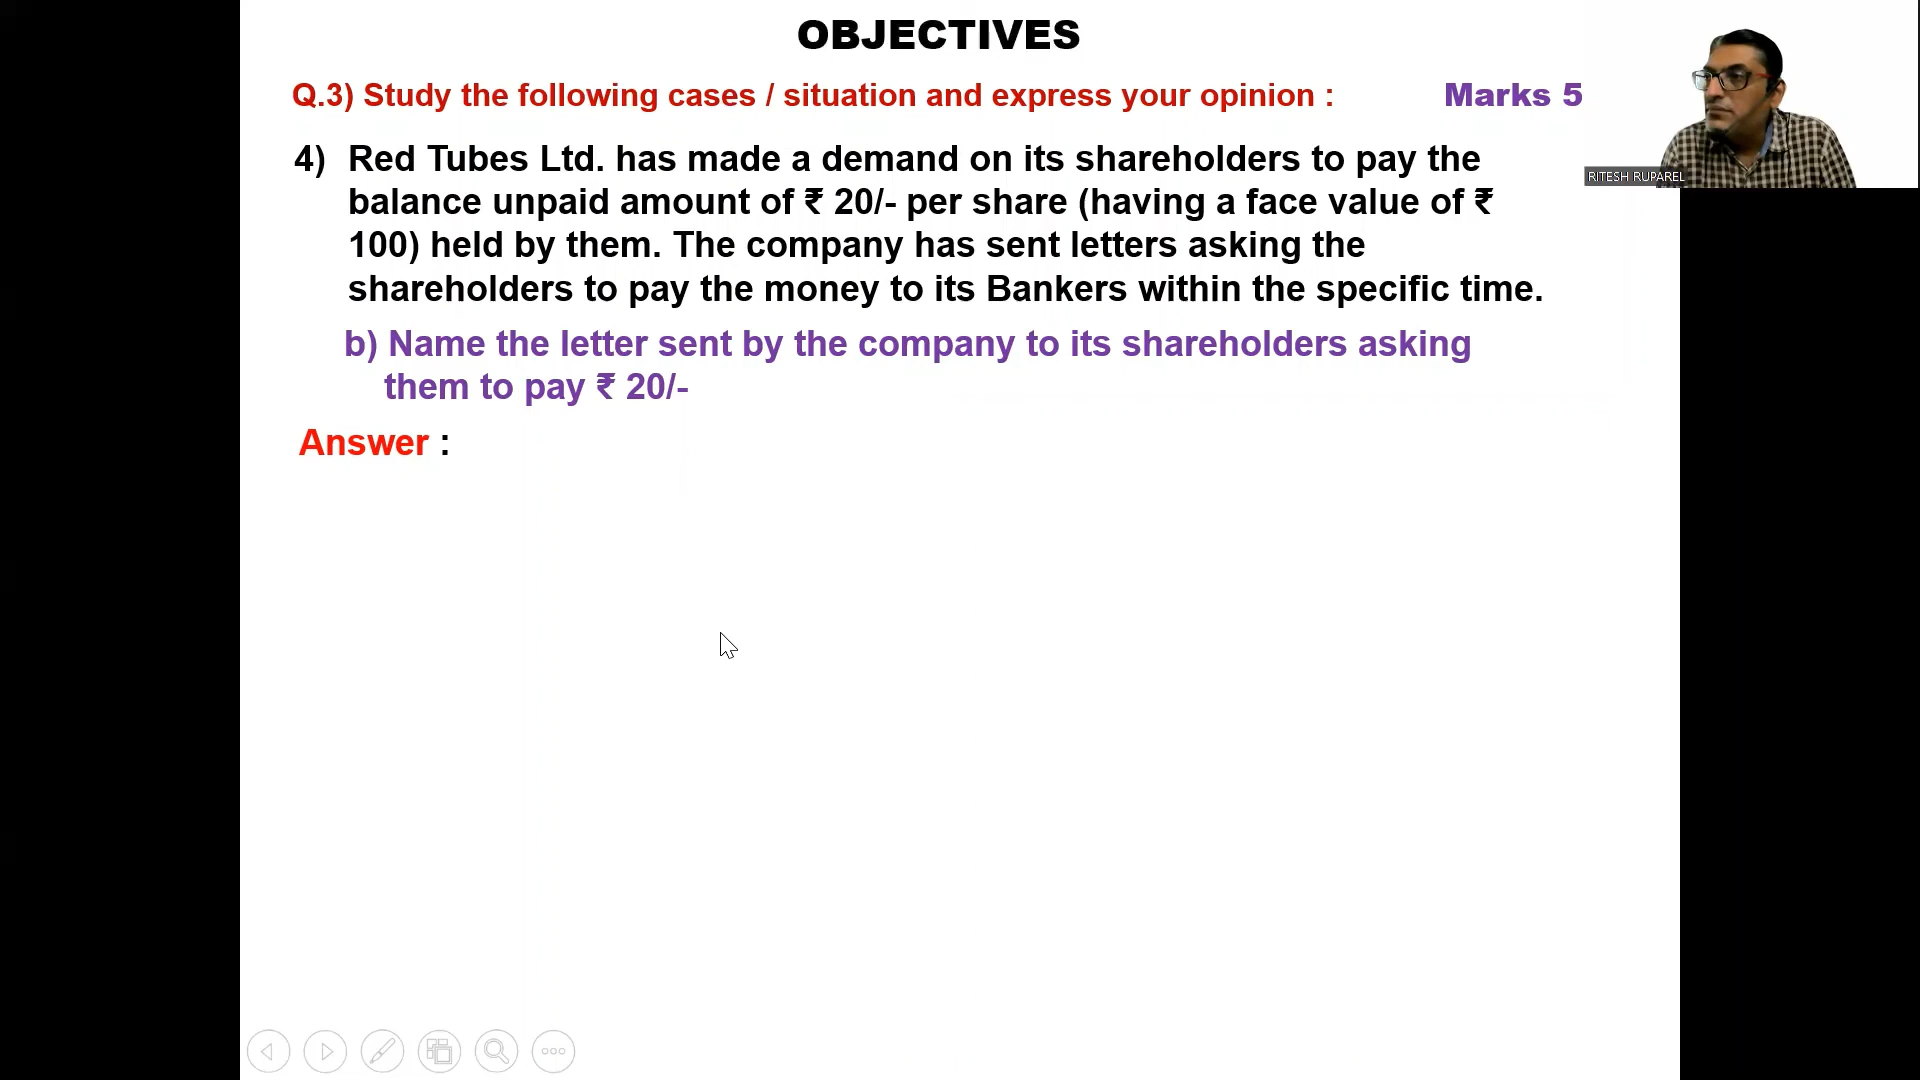 OBJECTIVES
Q.3) Study the following cases / situation and express your opinion : Marks 5
RITESH RUPAREL
4) Red Tubes Ltd. has made a demand on its shareholders to pay the
balance unpaid amount of ₹ 20/- per share (having a face value of ₹
100) held by them. The company has sent letters asking the
shareholders to pay the money to its Bankers within the specific time.
b) Name the letter sent by the company to its shareholders asking
them to pay ₹ 20/-
Answer :